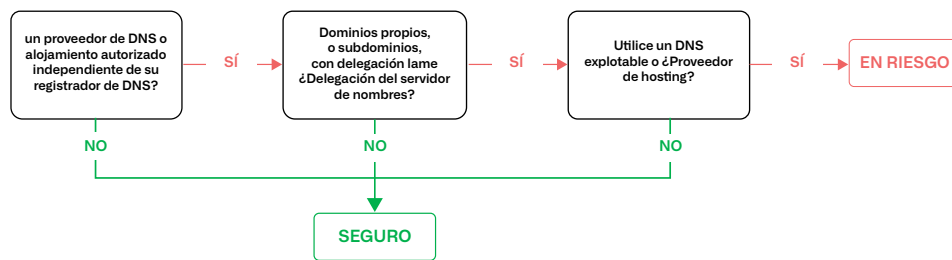 un proveedor de DNS o
alojamiento autorizado
independiente de su
registrador de DNS?
SÍ
Dominios propios,
o subdominios,
con delegación lame
¿Delegación del servidor
de nombres?
SÍ
Utilice un DNS
explotable o ¿Proveedor
de hosting?
SÍ
EN RIESGO
NO
NO
NO
SEGURO